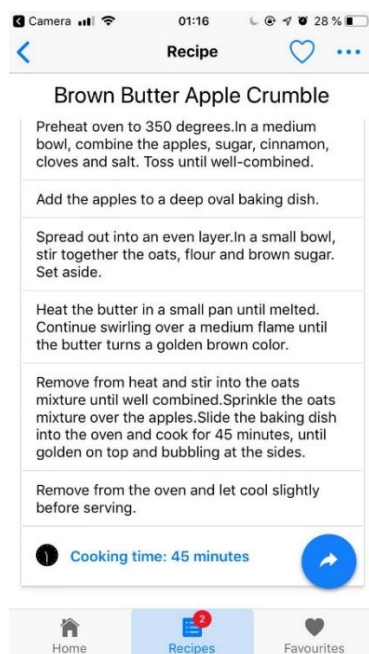 Camera
01:16
28 %
Recipe
Brown Butter Apple Crumble
Preheat oven to 350 degrees.In a medium
bowl, combine the apples, sugar, cinnamon,
cloves and salt. Toss until well-combined.
Add the apples to a deep oval baking dish.
Spread out into an even layer.In a small bowl,
stir together the oats, flour and brown sugar.
Set aside.
Heat the butter in a small pan until melted.
Continue swirling over a medium flame until
the butter turns a golden brown color.
Remove from heat and stir into the oats
mixture until well combined.Sprinkle the oats
mixture over the apples.Slide the baking dish
into the oven and cook for 45 minutes, until
golden on top and bubbling at the sides.
Remove from the oven and let cool slightly
before serving.
Cooking time: 45 minutes
2
Home
Recipes
Favourites